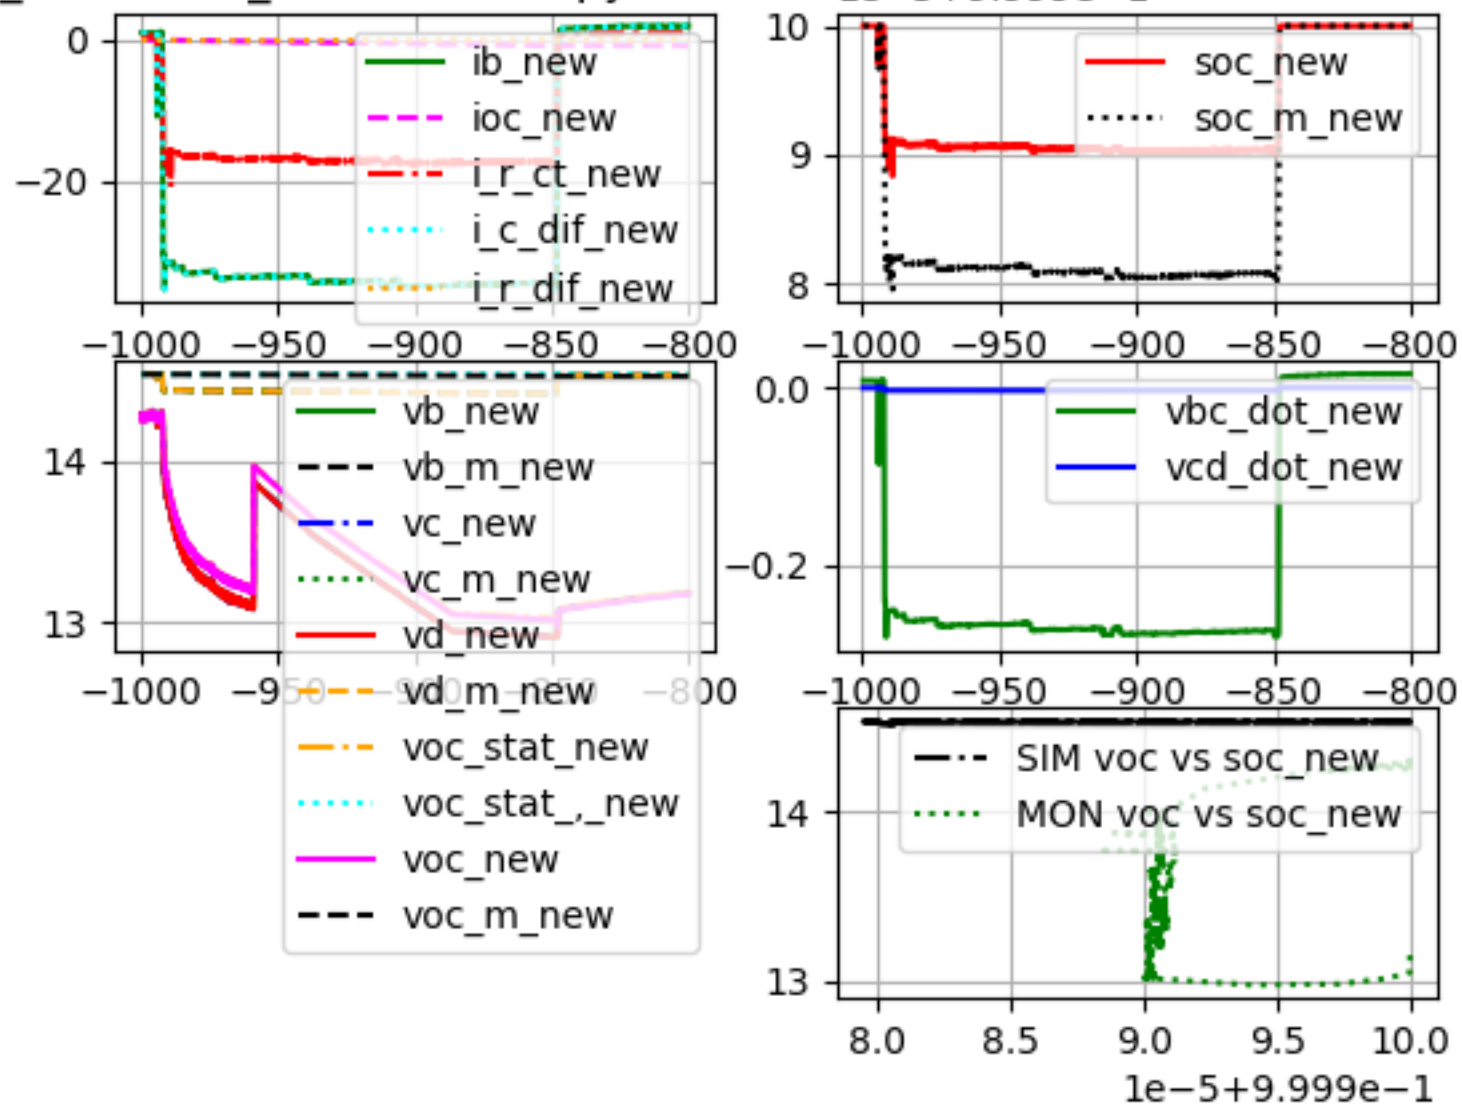 0
−20
ib_new
ioc_new
i_r_ct_new
i_c_dif_new
i_r_dif_new
−1000 −950 −900 −850 −800
10
9
8
soc_new
soc_m_new
−1000 −950 −900 −850 −800
14
13
vb_new
vb_m_new
vc_new
vc_m_new
vd_new
vd_m_new
voc_stat_new
voc_stat_,_new
voc_new
voc_m_new
−1000 −950 −900 −850 −800
0.0
−0.2
vbc_dot_new
vcd_dot_new
−1000 −950 −900 −850 −800
14
13
SIM voc vs soc_new
MON voc vs soc_new
8.0 8.5 9.0 9.5 10.0
1e−5+9.999e−1